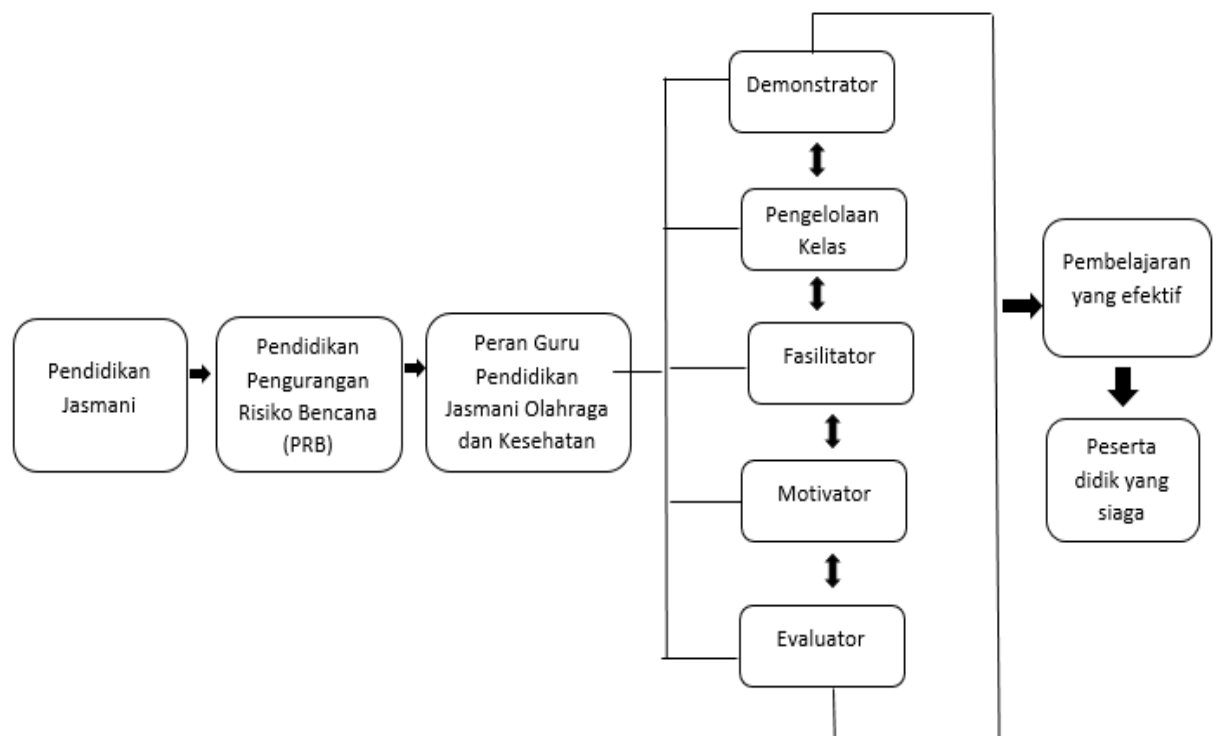 Pendidikan
Jasmani
Pendidikan
Pengurangan
Risiko Bencana
(PRB)
Peran Guru
Pendidikan
Jasmani Olahraga
dan Kesehatan
Demonstrator
Pengelolaan
Kelas
Fasilitator
Motivator
Evaluator
Pembelajaran
yang efektif
Peserta
didik yang
siaga